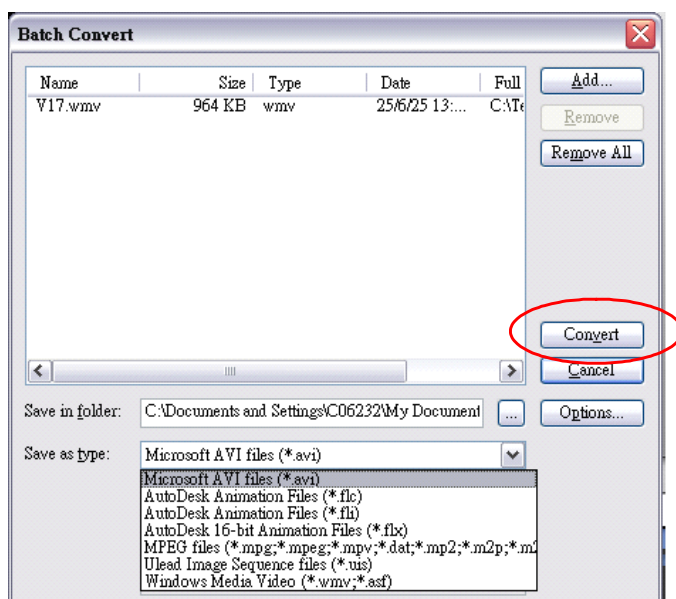 Batch Convert
Name Size Type Date Full
V17.wmv 964 KB wmv 25/6/25 13:... C:\Te
Add...
Remove
Remove All
Convert
Cancel
Save in folder: C:\Documents and Settings\C06232\My Document ... Options...
Save as type: Microsoft AVI files (*.avi)
Microsoft AVI files (*.avi)
AutoDesk Animation Files (*.flc)
AutoDesk Animation Files (*.fli)
AutoDesk 16-bit Animation Files (*.flx)
MPEG files (*.mpg;*.mpeg;*.mpv;*.dat;*.mp2;*.m2p;*.m2
Ulead Image Sequence files (*.uis)
Windows Media Video (*.wmv;*.asf)